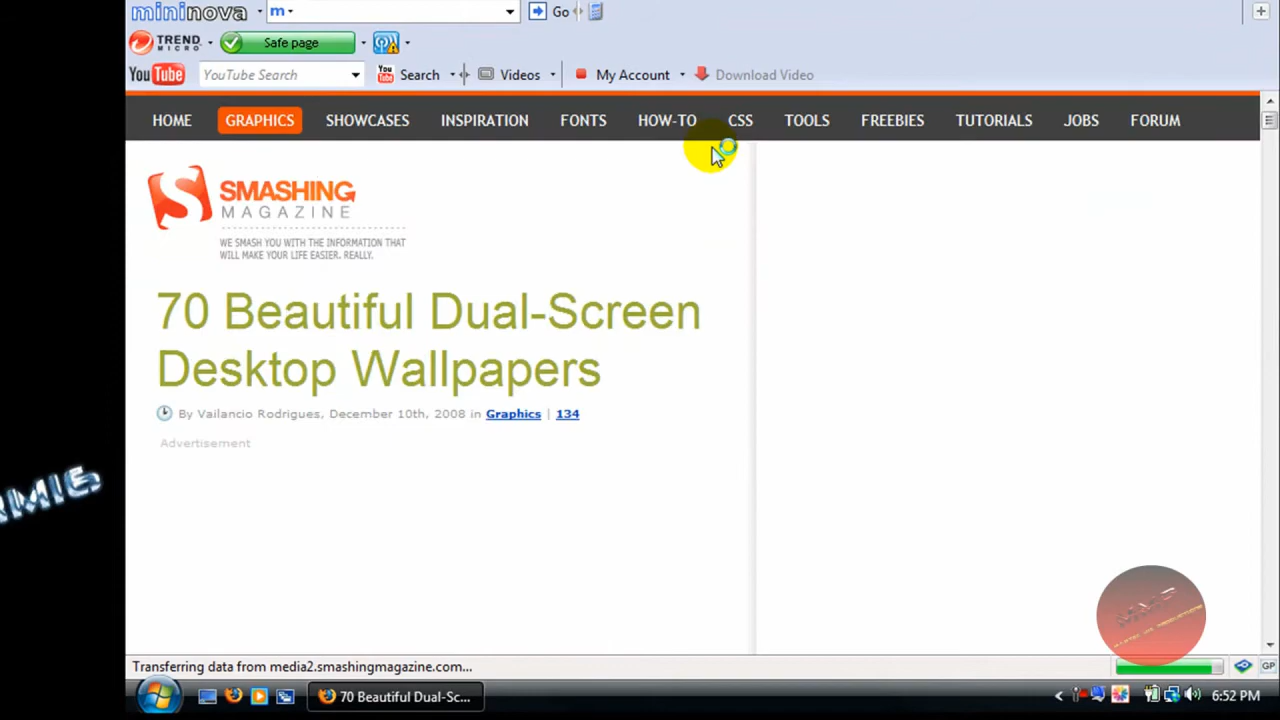 mininova m Go
TREND MICRO Safe page
YouTube YouTube Search Search Videos My Account Download Video
HOME GRAPHICS SHOWCASES INSPIRATION FONTS HOW-TO CSS TOOLS FREEBIES TUTORIALS JOBS FORUM
SMASHING
MAGAZINE
WE SMASH YOU WITH THE INFORMATION THAT
WILL MAKE YOUR LIFE EASIER. REALLY.
70 Beautiful Dual-Screen
Desktop Wallpapers
By Vailancio Rodrigues, December 10th, 2008 in Graphics | 134
Advertisement
Transferring data from media2.smashingmagazine.com...
GP
70 Beautiful Dual-Sc... 6:52 PM